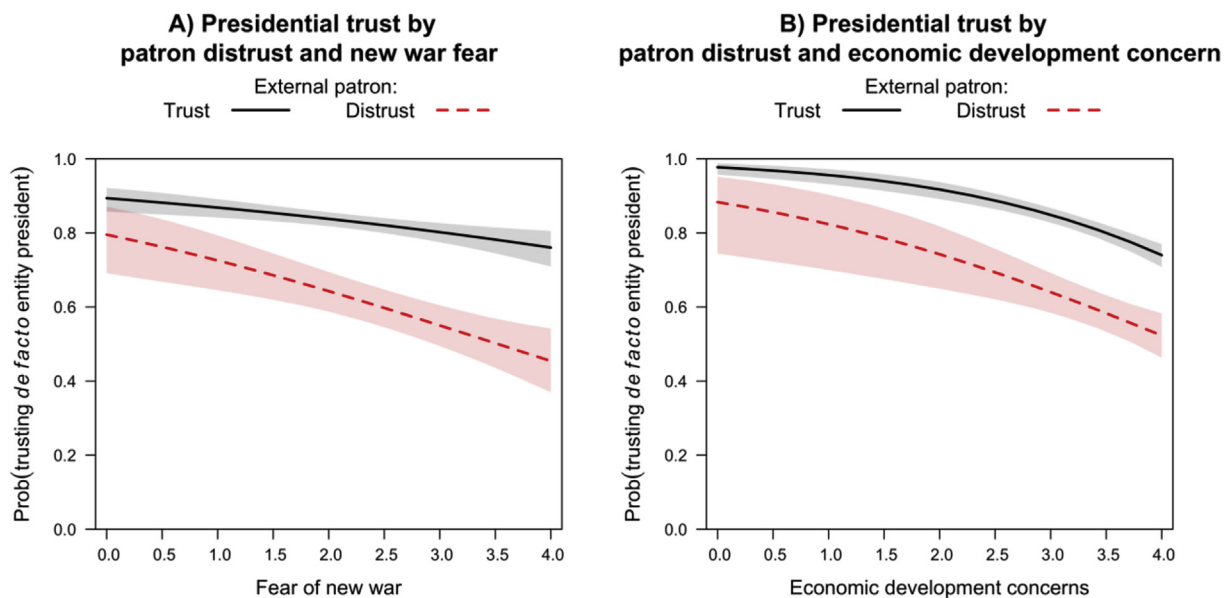 A) Presidential trust by
patron distrust and new war fear
External patron:
Trust Distrust
Prob(trusting de facto entity president)
1.0
0.8
0.6
0.4
0.2
0.0
0.0 0.5 1.0 1.5 2.0 2.5 3.0 3.5 4.0
Fear of new war
B) Presidential trust by
patron distrust and economic development concern
External patron:
Trust Distrust
Prob(trusting de facto entity president)
1.0
0.8
0.6
0.4
0.2
0.0
0.0 0.5 1.0 1.5 2.0 2.5 3.0 3.5 4.0
Economic development concerns